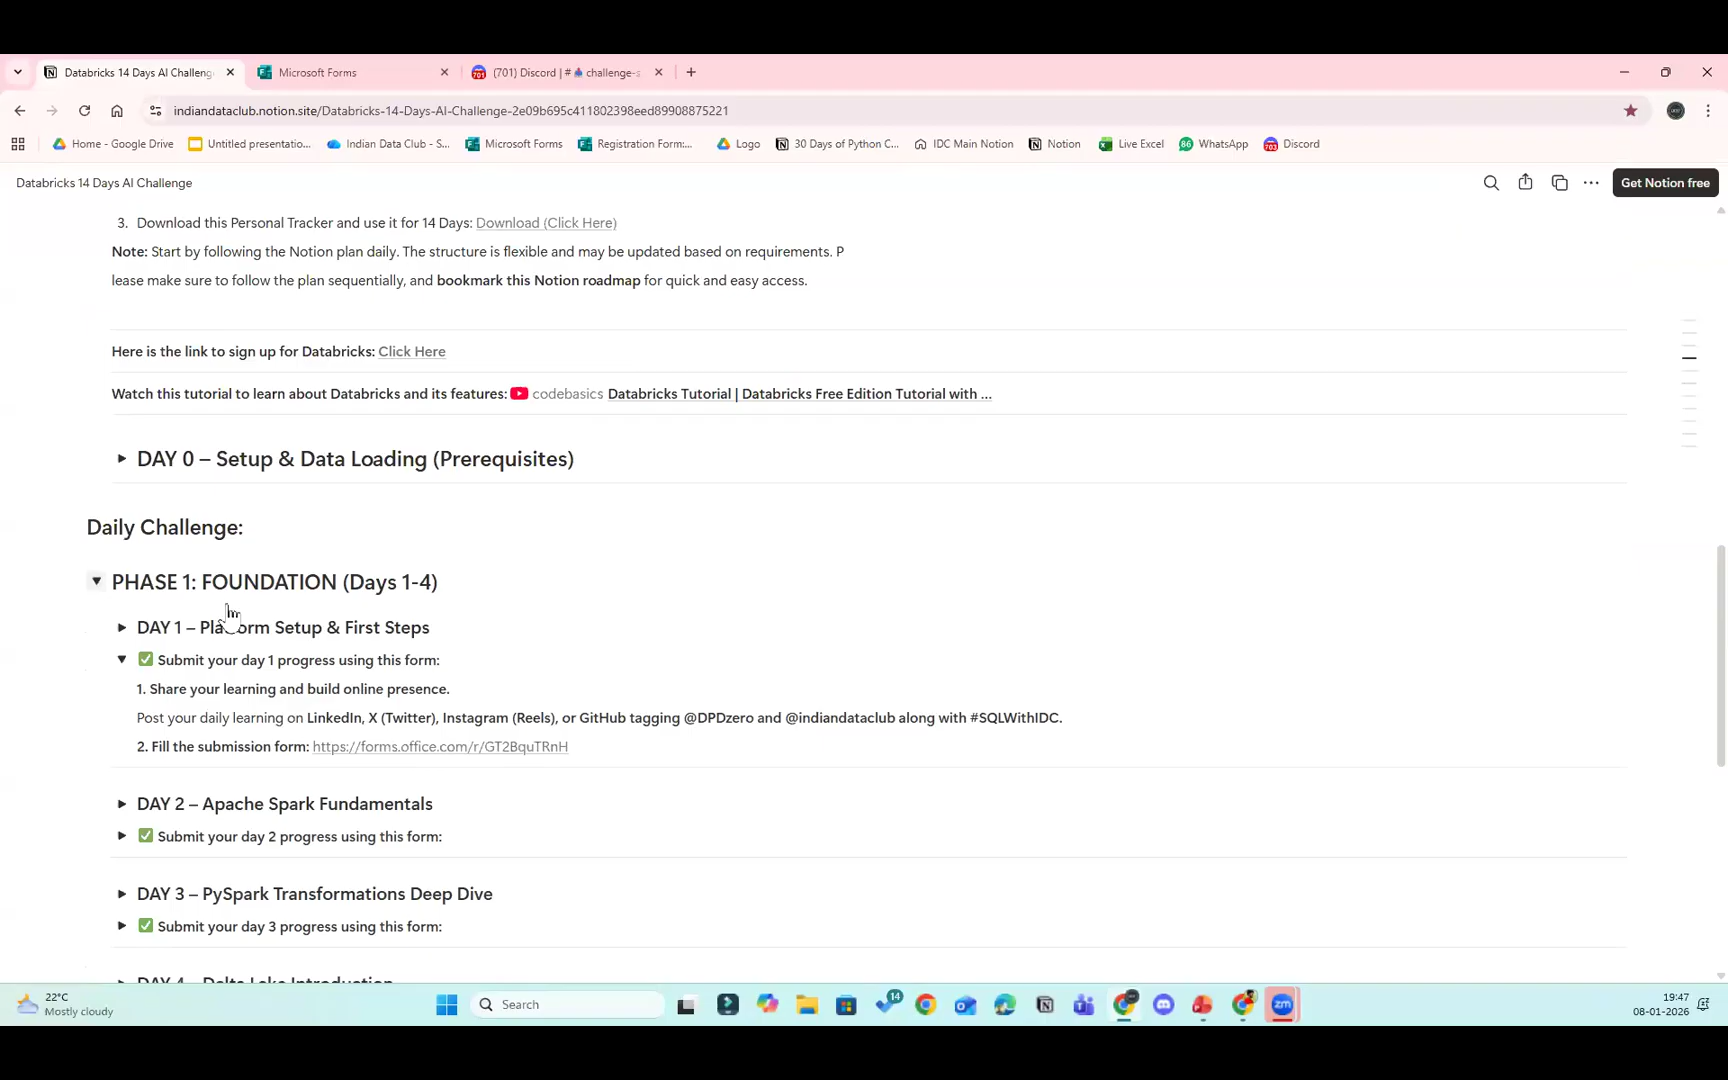 Databricks 14 Days AI Challeng
Microsoft Forms
(701) Discord | # challenge-s
indiandataclub.notion.site/Databricks-14-Days-AI-Challenge-2e09b695c411802398eed89908875221
Home - Google Drive
Untitled presentatio...
Indian Data Club - S...
Microsoft Forms
Registration Form:...
Logo
30 Days of Python C...
IDC Main Notion
Notion
Live Excel
WhatsApp
Discord
Databricks 14 Days AI Challenge
Get Notion free
3. Download this Personal Tracker and use it for 14 Days: Download (Click Here)
Note: Start by following the Notion plan daily. The structure is flexible and may be updated based on requirements. P
lease make sure to follow the plan sequentially, and bookmark this Notion roadmap for quick and easy access.
Here is the link to sign up for Databricks: Click Here
Watch this tutorial to learn about Databricks and its features: codebasics Databricks Tutorial | Databricks Free Edition Tutorial with ...
DAY 0 – Setup & Data Loading (Prerequisites)
Daily Challenge:
PHASE 1: FOUNDATION (Days 1-4)
DAY 1 – Platform Setup & First Steps
Submit your day 1 progress using this form:
1. Share your learning and build online presence.
Post your daily learning on LinkedIn, X (Twitter), Instagram (Reels), or GitHub tagging @DPDzero and @indiandataclub along with #SQLWithIDC.
2. Fill the submission form: https://forms.office.com/r/GT2BquTRnH
DAY 2 – Apache Spark Fundamentals
Submit your day 2 progress using this form:
DAY 3 – PySpark Transformations Deep Dive
Submit your day 3 progress using this form:
DAY 4 – Delta Lake Introduction
22°C
Mostly cloudy
Search
14
zm
19:47
08-01-2026